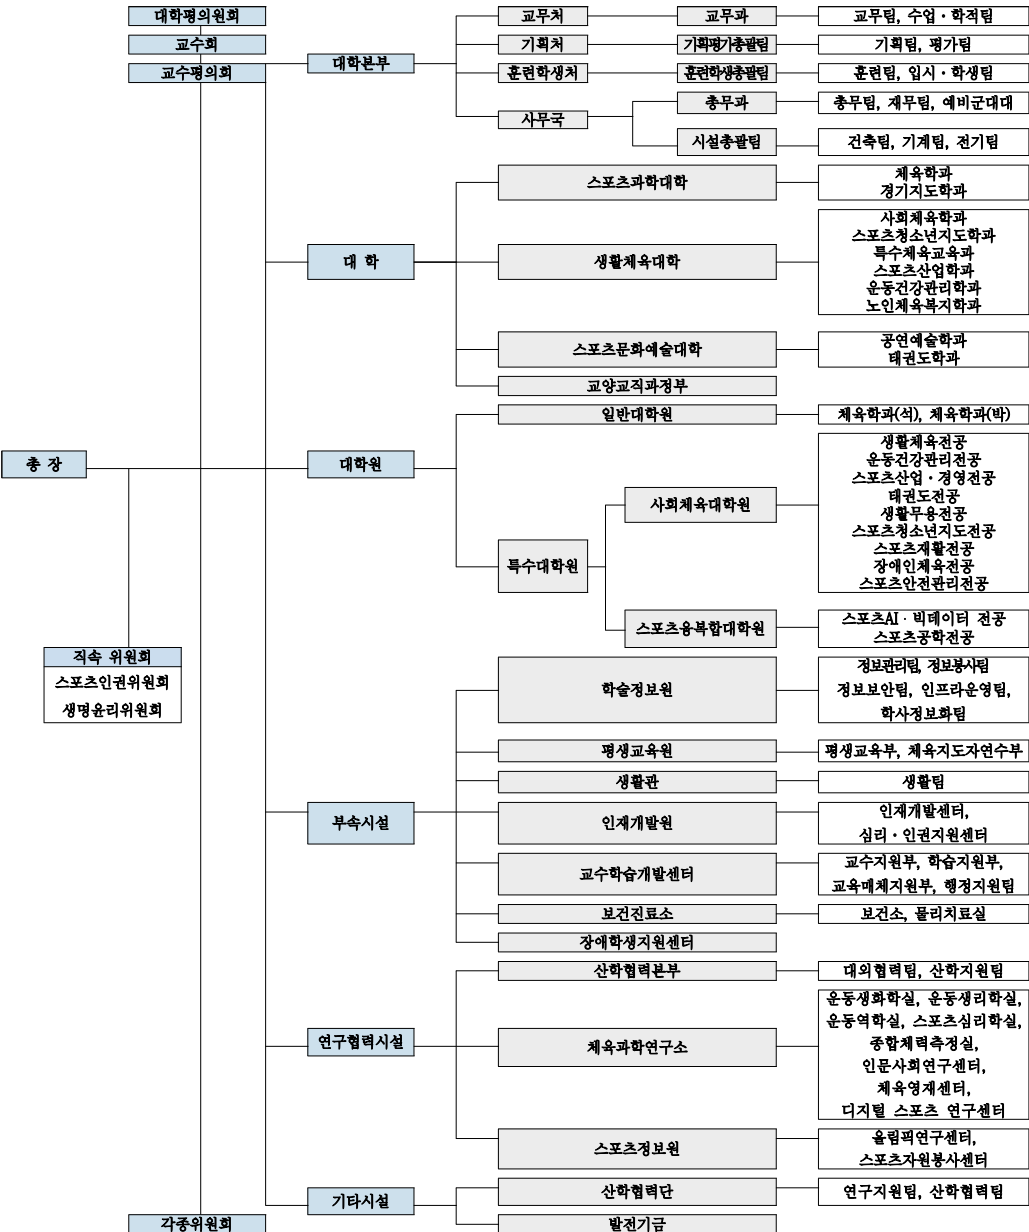 대학평의원회
교수회
교수평의회
대학본부
교무처
교무과
교무팀, 수업·학적팀
기획처
기획평가총괄팀
기획팀, 평가팀
훈련학생처
훈련학생총괄팀
훈련팀, 입시·학생팀
사무국
총무과
총무팀, 재무팀, 예비군대대
시설총괄팀
건축팀, 기계팀, 전기팀
대 학
스포츠과학대학
체육학과
경기지도학과
생활체육대학
사회체육학과
스포츠청소년지도학과
특수체육교육과
스포츠산업학과
운동건강관리학과
노인체육복지학과
스포츠문화예술대학
공연예술학과
태권도학과
교양교직과정부
총 장
대학원
일반대학원
체육학과(석), 체육학과(박)
특수대학원
사회체육대학원
생활체육전공
운동건강관리전공
스포츠산업·경영전공
태권도전공
생활무용전공
스포츠청소년지도전공
스포츠재활전공
장애인체육전공
스포츠안전관리전공
스포츠융복합대학원
스포츠AI·빅데이터 전공
스포츠공학전공
직속 위원회
스포츠인권위원회
생명윤리위원회
부속시설
학술정보원
정보관리팀, 정보봉사팀
정보보안팀, 인프라운영팀,
학사정보화팀
평생교육원
평생교육부, 체육지도자연수부
생활관
생활팀
인재개발원
인재개발센터,
심리·인권지원센터
교수학습개발센터
교수지원부, 학습지원부,
교육매체지원부, 행정지원팀
보건진료소
보건소, 물리치료실
장애학생지원센터
연구협력시설
산학협력본부
대외협력팀, 산학지원팀
체육과학연구소
운동생화학실, 운동생리학실,
운동역학실, 스포츠심리학실,
종합체력측정실,
인문사회연구센터,
체육영재센터,
디지털 스포츠 연구센터
스포츠정보원
올림픽연구센터,
스포츠자원봉사센터
기타시설
산학협력단
연구지원팀, 산학협력팀
발전기금
각종위원회